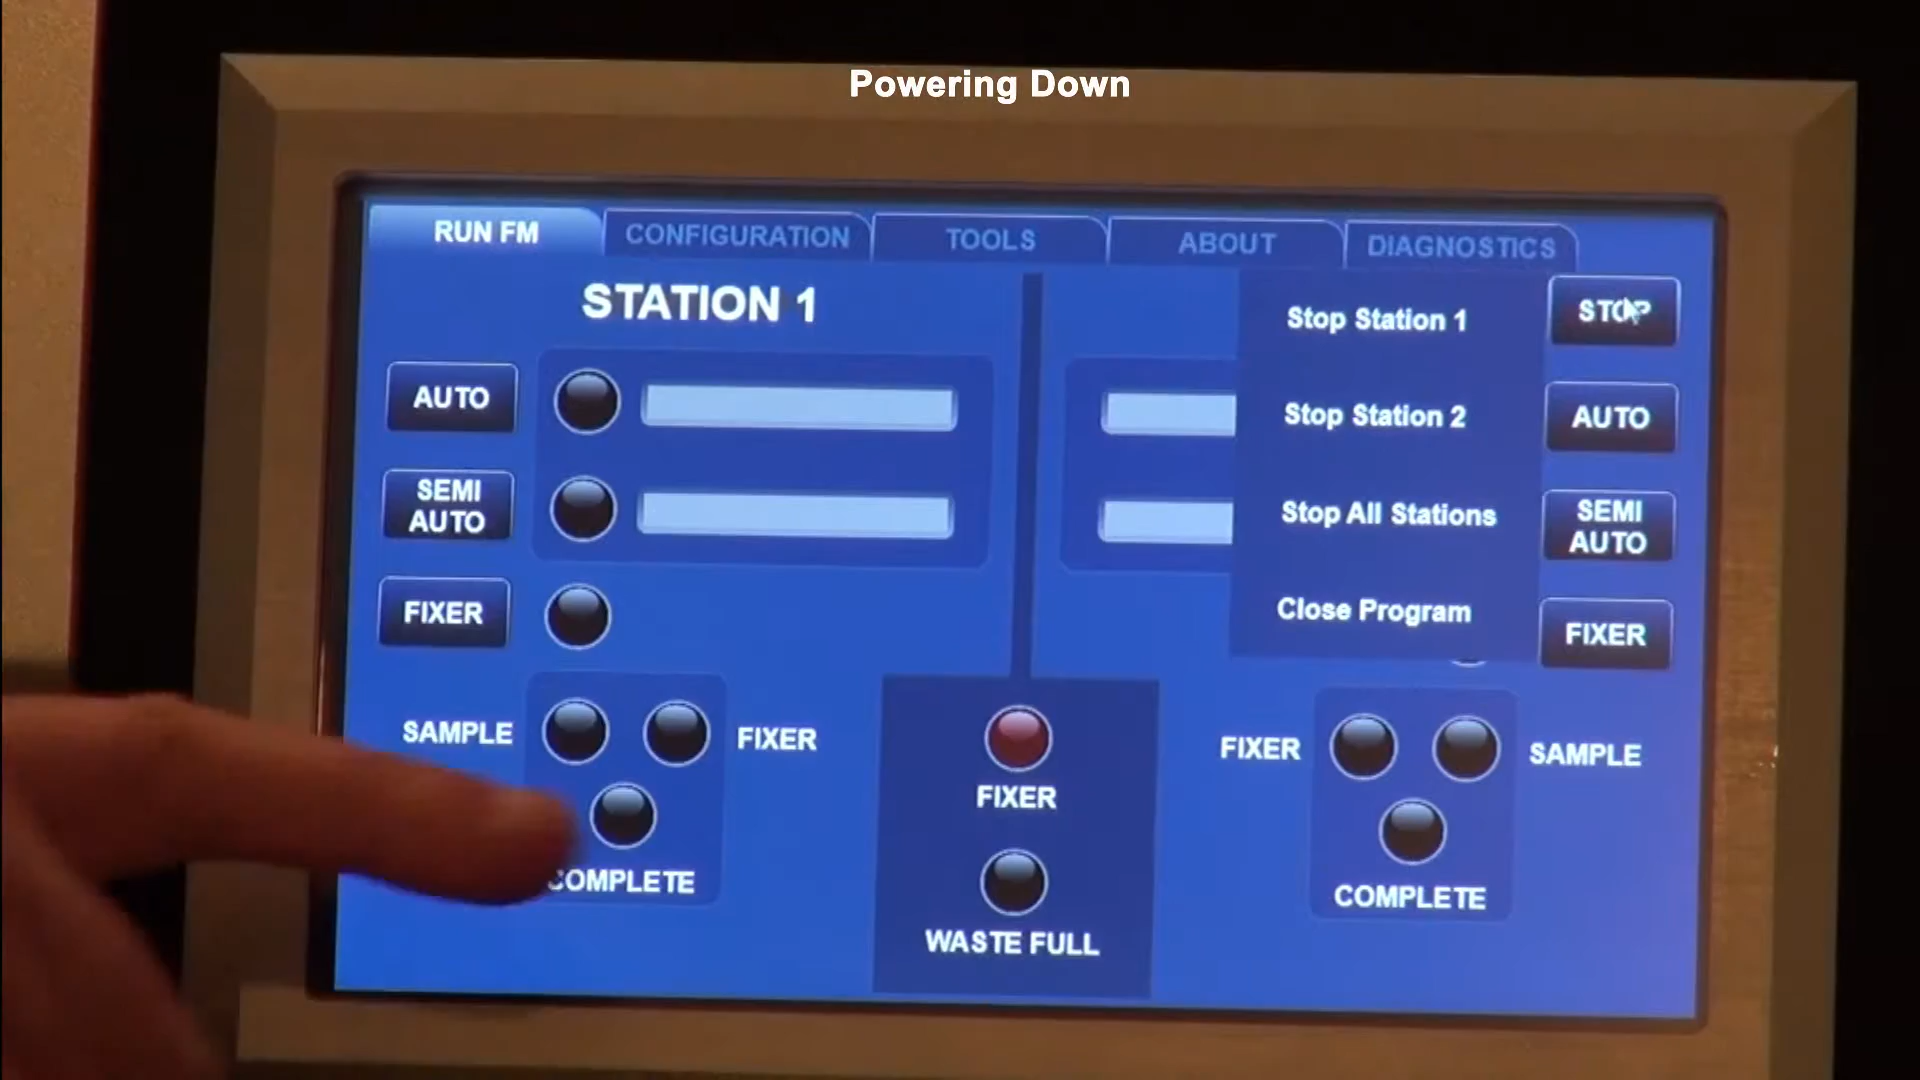 Powering Down
RUN FM
CONFIGURATION
TOOLS
ABOUT
DIAGNOSTICS
STATION 1
Stop Station 1
STOP
AUTO
Stop Station 2
AUTO
SEMI
AUTO
Stop All Stations
SEMI
AUTO
FIXER
Close Program
FIXER
SAMPLE
FIXER
COMPLETE
FIXER
WASTE FULL
FIXER
SAMPLE
COMPLETE